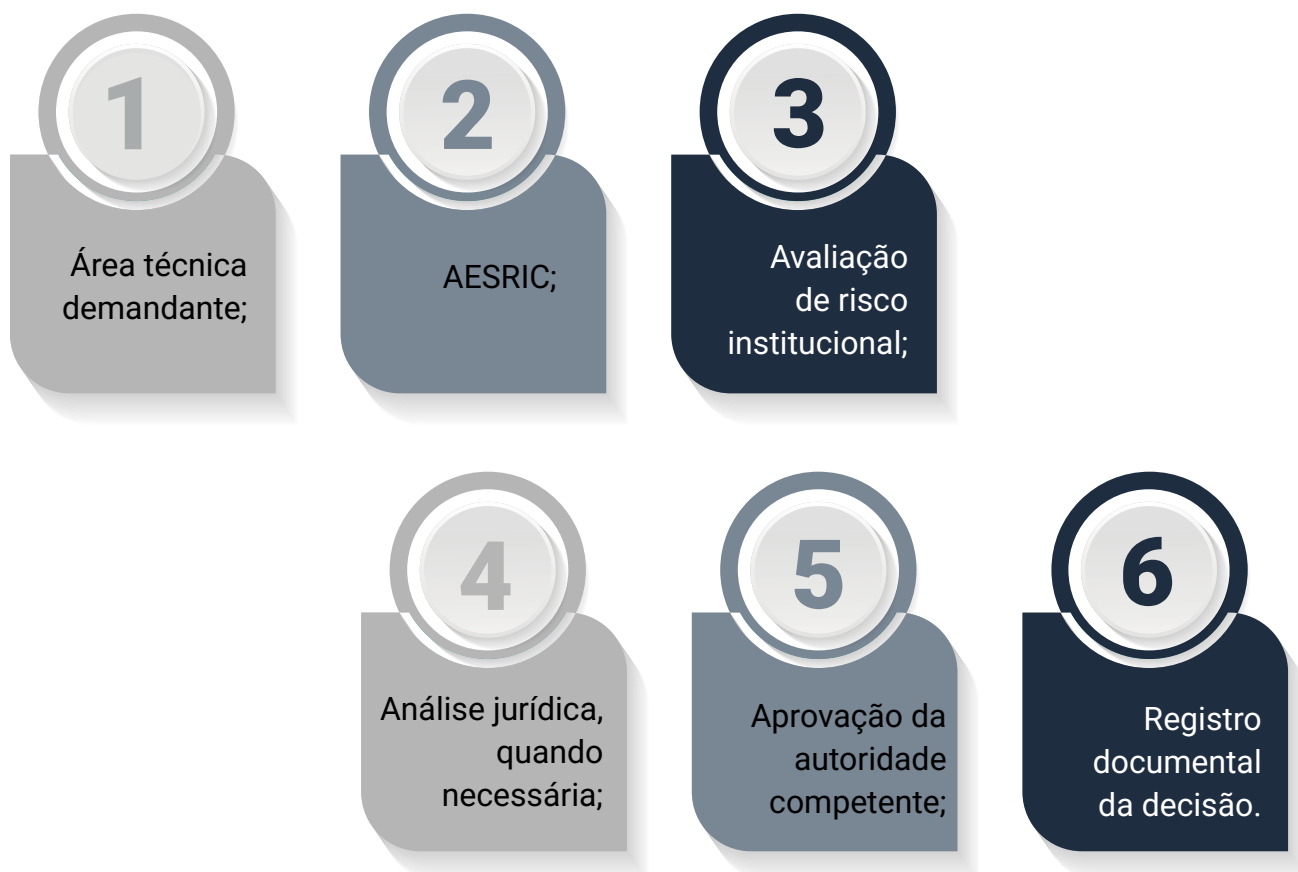 1
Área técnica
demandante;
2
AESRIC;
3
Avaliação
de risco
institucional;
4
Análise jurídica,
quando
necessária;
5
Aprovação da
autoridade
competente;
6
Registro
documental
da decisão.